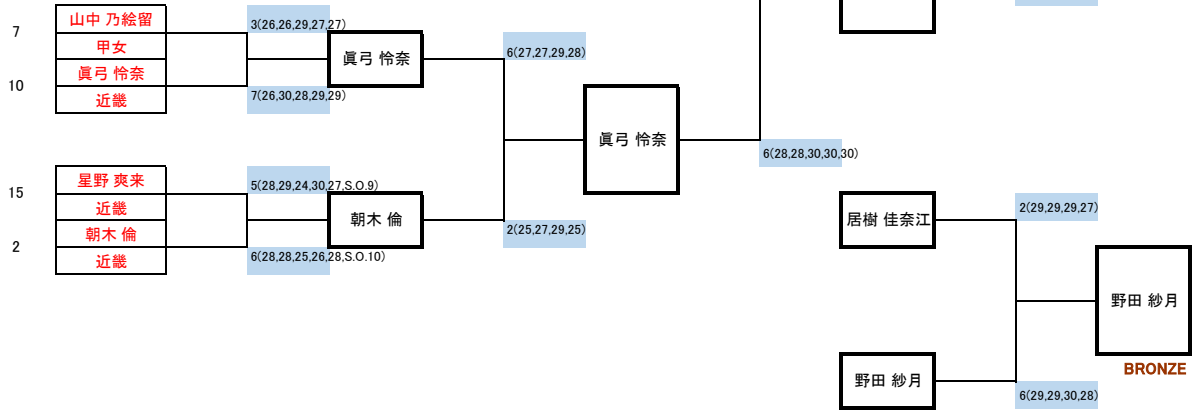 7
山中 乃絵留
甲女
10
眞弓 怜奈
近畿
3(26,26,29,27,27)
7(26,30,28,29,29)
眞弓 怜奈
6(27,27,29,28)
15
星野 爽来
近畿
2
朝木 倫
近畿
5(28,29,24,30,27,S.O.9)
6(28,28,25,26,28,S.O.10)
朝木 倫
2(25,27,29,25)
眞弓 怜奈
6(28,28,30,30,30)
居樹 佳奈江
2(29,29,29,27)
野田 紗月
6(29,29,30,28)
野田 紗月
BRONZE